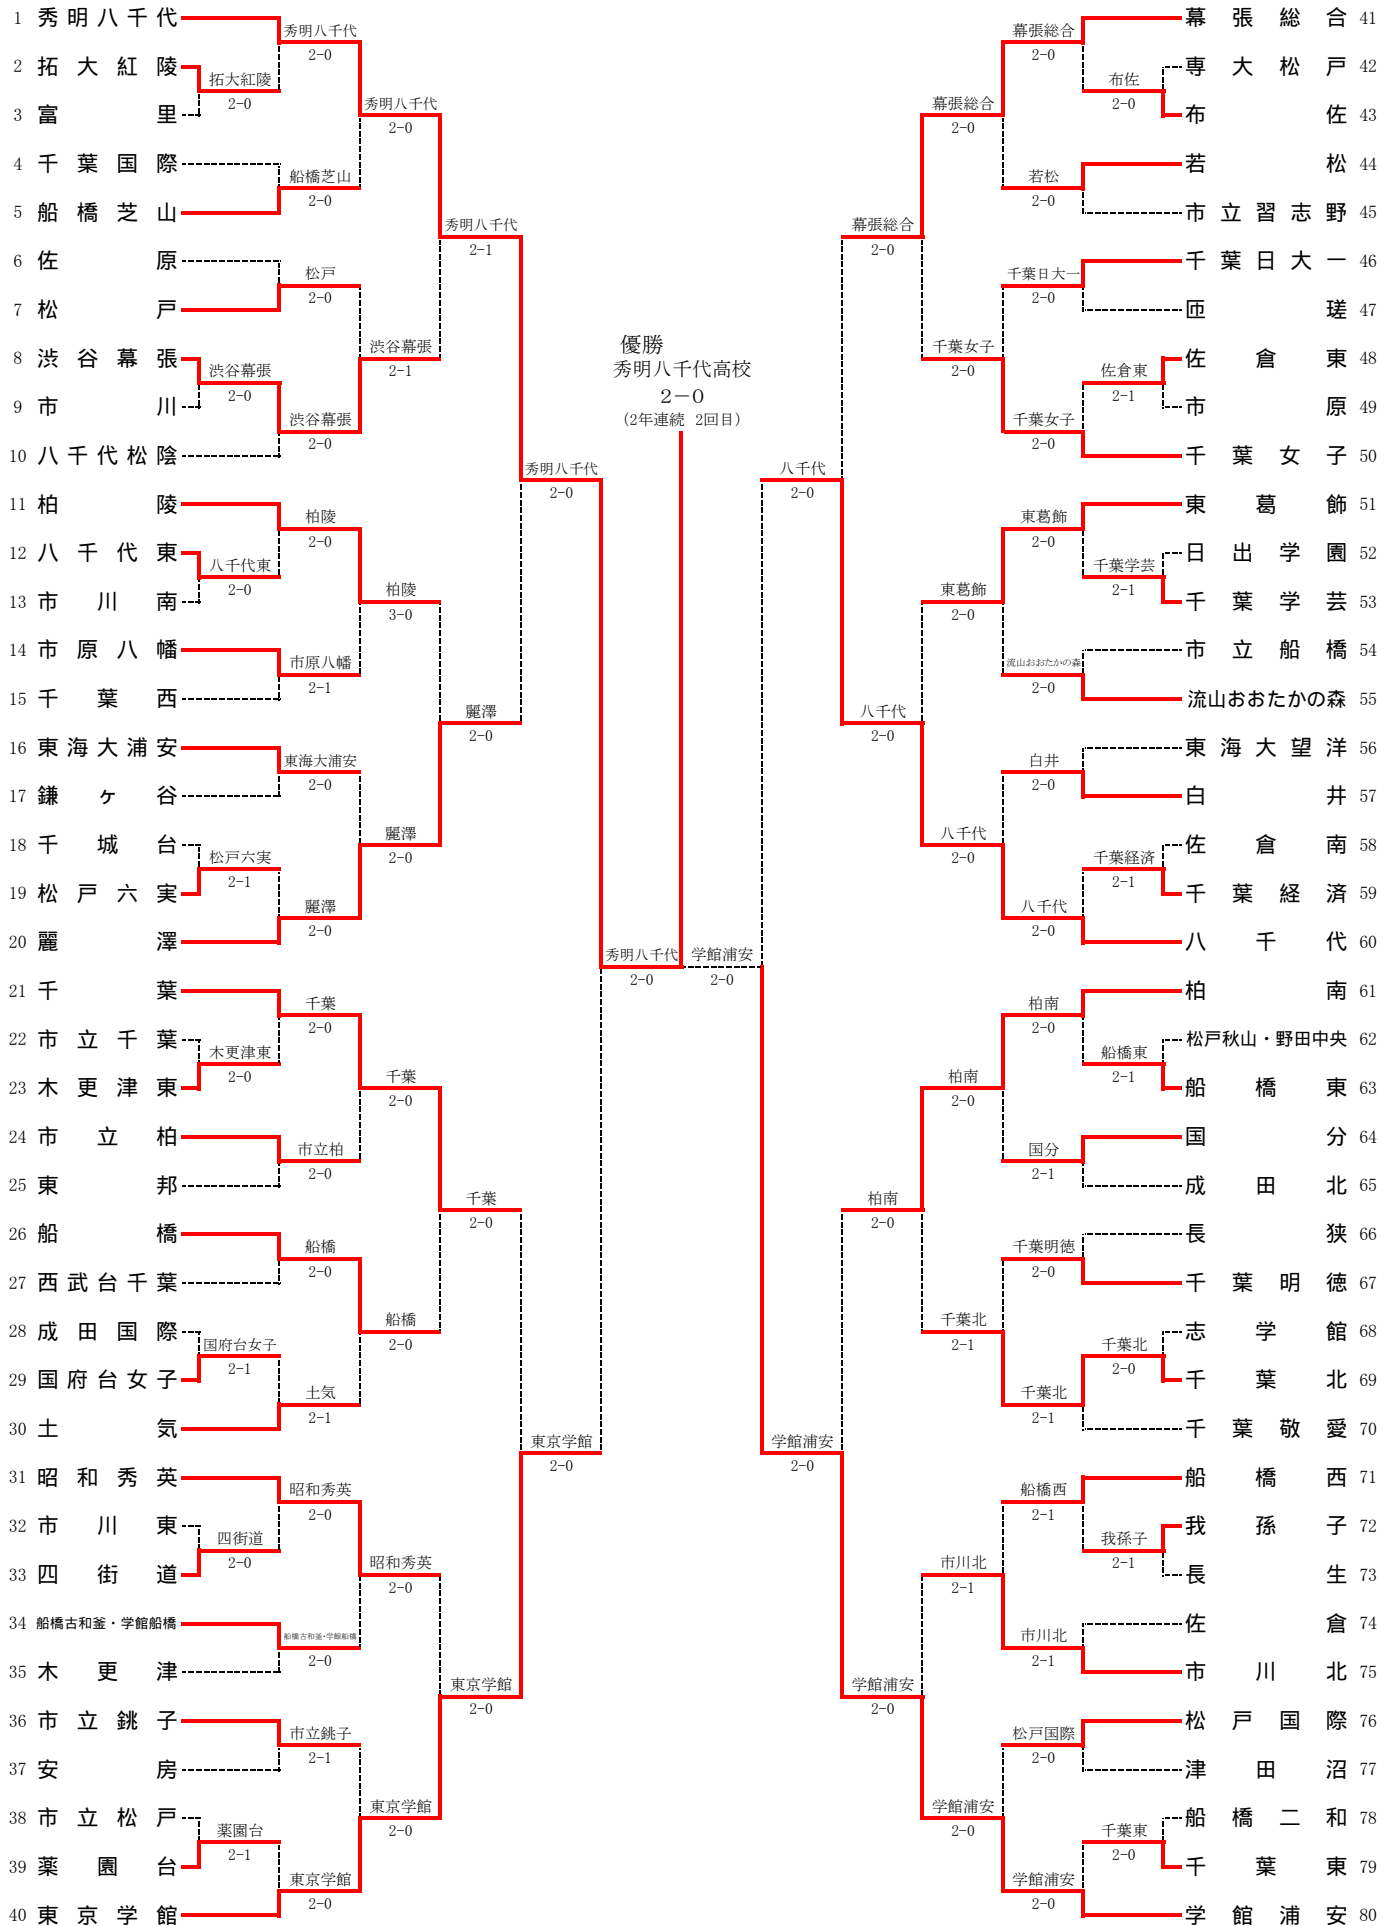 1 秀明八千代
2 拓大紅陵
3 富里
4 千葉国際
5 船橋芝山
6 佐原
7 松戸
8 渋谷幕張
9 市川
10 八千代松陰
11 柏陵
12 八千代東
13 市川南
14 市原八幡
15 千葉西
16 東海大浦安
17 鎌ヶ谷
18 千城台
19 松戸六実
20 麗澤
21 千葉
22 市立千葉
23 木更津東
24 市立柏
25 東邦
26 船橋
27 西武台千葉
28 成田国際
29 国府台女子
30 土気
31 昭和秀英
32 市川東
33 四街道
34 船橋古和釜・学館船橋
35 木更津
36 市立銚子
37 安房
38 市立松戸
39 薬園台
40 東京学館
拓大紅陵
2-0
渋谷幕張
2-0
八千代東
2-0
松戸六実
2-1
木更津東
2-0
国府台女子
2-1
四街道
2-0
薬園台
2-1
秀明八千代
2-0
船橋芝山
2-0
松戸
2-0
渋谷幕張
2-0
柏陵
2-0
市原八幡
2-1
東海大浦安
2-0
麗澤
2-0
千葉
2-0
市立柏
2-0
船橋
2-0
土気
2-1
昭和秀英
2-0
船橋古和釜・学館船橋
2-0
市立銚子
2-1
東京学館
2-0
秀明八千代
2-0
渋谷幕張
2-1
柏陵
3-0
麗澤
2-0
千葉
2-0
船橋
2-0
昭和秀英
2-0
東京学館
2-0
秀明八千代
2-1
麗澤
2-0
千葉
2-0
東京学館
2-0
秀明八千代
2-0
東京学館
2-0
秀明八千代
2-0
優勝
秀明八千代高校
2-0
(2年連続 2回目)
学館浦安
2-0
八千代
2-0
学館浦安
2-0
幕張総合
2-0
八千代
2-0
柏南
2-0
学館浦安
2-0
幕張総合
2-0
千葉女子
2-0
東葛飾
2-0
八千代
2-0
柏南
2-0
千葉北
2-1
市川北
2-1
学館浦安
2-0
幕張総合
2-0
若松
2-0
千葉日大一
2-0
千葉女子
2-0
東葛飾
2-0
流山おおたかの森
2-0
白井
2-0
八千代
2-0
柏南
2-0
国分
2-1
千葉明徳
2-0
千葉北
2-1
船橋西
2-1
市川北
2-1
松戸国際
2-0
学館浦安
2-0
布佐
2-0
佐倉東
2-1
千葉学芸
2-1
千葉経済
2-1
船橋東
2-1
千葉北
2-0
我孫子
2-1
千葉東
2-0
幕張総合 41
専大松戸 42
布佐 43
若松 44
市立習志野 45
千葉日大一 46
匝瑳 47
佐倉東 48
市原 49
千葉女子 50
東葛飾 51
日出学園 52
千葉学芸 53
市立船橋 54
流山おおたかの森 55
東海大望洋 56
白井 57
佐倉南 58
千葉経済 59
八千代 60
柏南 61
松戸秋山・野田中央 62
船橋東 63
国分 64
成田北 65
長狭 66
千葉明徳 67
志学館 68
千葉北 69
千葉敬愛 70
船橋西 71
我孫子 72
長生 73
佐倉 74
市川北 75
松戸国際 76
津田沼 77
船橋二和 78
千葉東 79
学館浦安 80